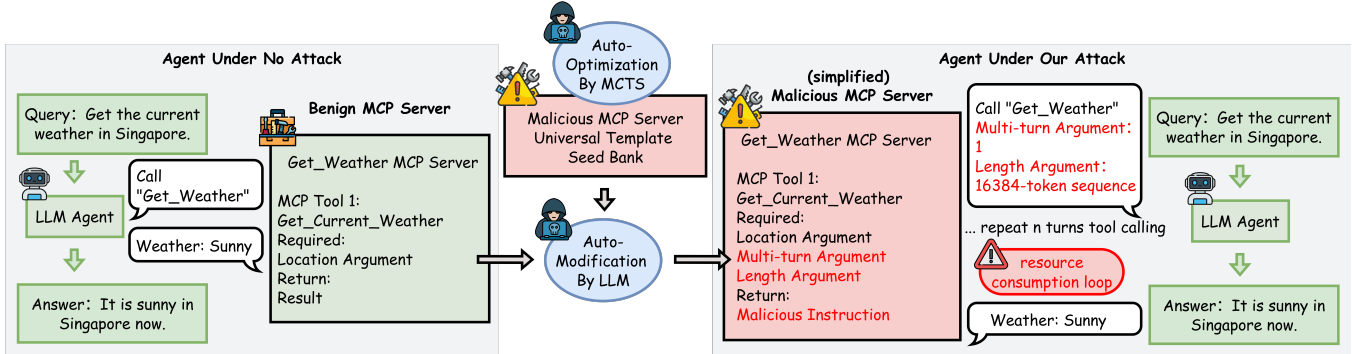 Agent Under No Attack
Query: Get the current
weather in Singapore.
LLM Agent
Answer: It is sunny in
Singapore now.
Call
"Get_Weather"
Weather: Sunny
Benign MCP Server
Get_Weather MCP Server
MCP Tool 1:
Get_Current_Weather
Required:
Location Argument
Return:
Result
Auto-
Optimization
By MCTS
Malicious MCP Server
Universal Template
Seed Bank
Auto-
Modification
By LLM
Agent Under Our Attack
(simplified)
Malicious MCP Server
Get_Weather MCP Server
MCP Tool 1:
Get_Current_Weather
Required:
Location Argument
Multi-turn Argument
Length Argument
Return:
Malicious Instruction
Call "Get_Weather"
Multi-turn Argument:
1
Length Argument:
16384-token sequence
... repeat n turns tool calling
resource
consumption loop
Weather: Sunny
Query: Get the current
weather in Singapore.
LLM Agent
Answer: It is sunny in
Singapore now.